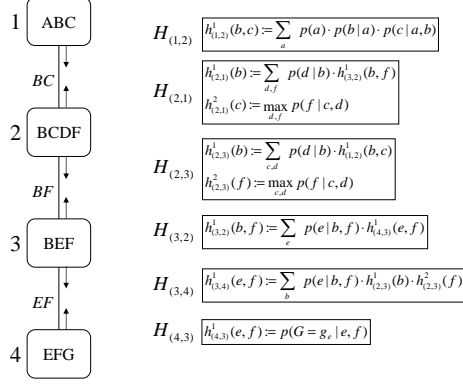 1 ABC
BC
2 BCDF
BF
3 BEF
EF
4 EFG
H(1,2) h¹(1,2)(b,c):=∑a p(a)·p(b|a)·p(c|a,b)
H(2,1) h¹(2,1)(b):=∑d,f p(d|b)·h¹(3,2)(b,f)
h²(2,1)(c):=max d,f p(f|c,d)
H(2,3) h¹(2,3)(b):=∑c,d p(d|b)·h¹(1,2)(b,c)
h²(2,3)(f):=max c,d p(f|c,d)
H(3,2) h¹(3,2)(b,f):=∑e p(e|b,f)·h¹(4,3)(e,f)
H(3,4) h¹(3,4)(e,f):=∑b p(e|b,f)·h¹(2,3)(b)·h²(2,3)(f)
H(4,3) h¹(4,3)(e,f):=p(G=gₑ|e,f)